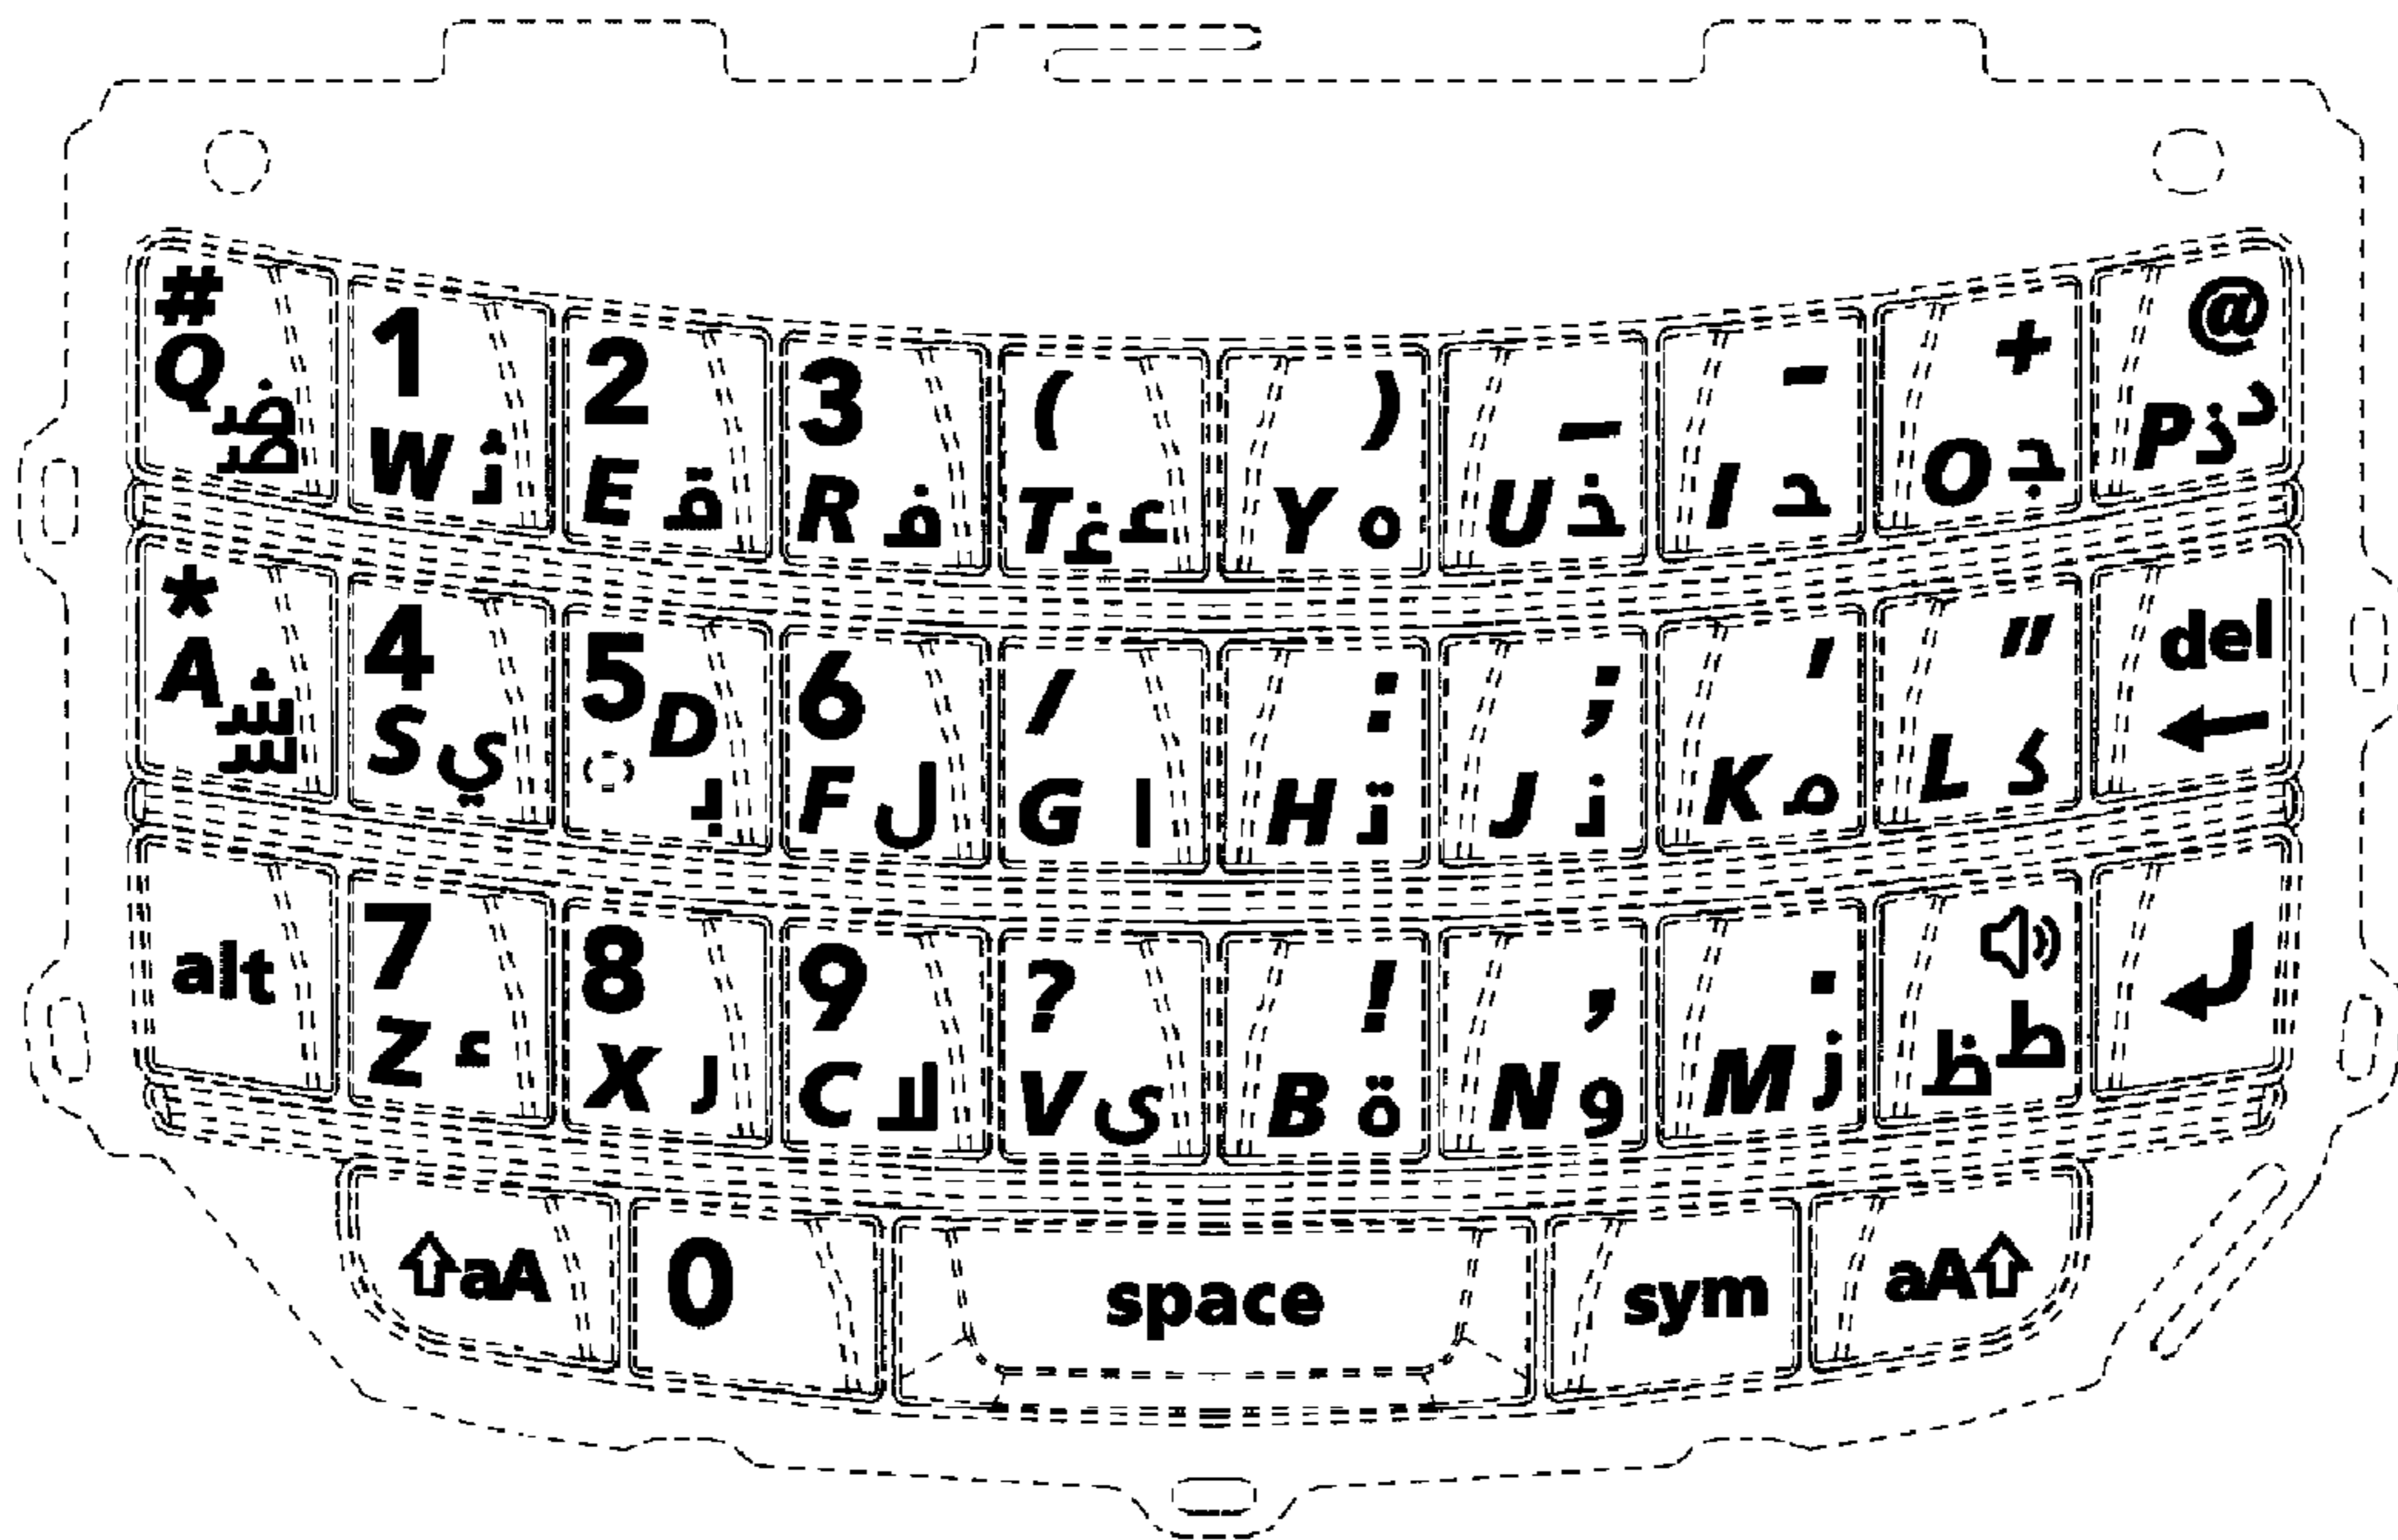 # 1 2 3 ( ) _ - + @
Q ض ص W ث E ق R ف T غ ع Y ه U خ I ح O ج P ذ د
* 4 5 6 / : ; ' " del
A ش س S ي D ب F ل G ا H ت J ن K م L ك
alt 7 8 9 ? ! , .
Z ء X ر C لا V ى B ة N و M ز ظ ط
⇧aA 0 space sym aA⇧